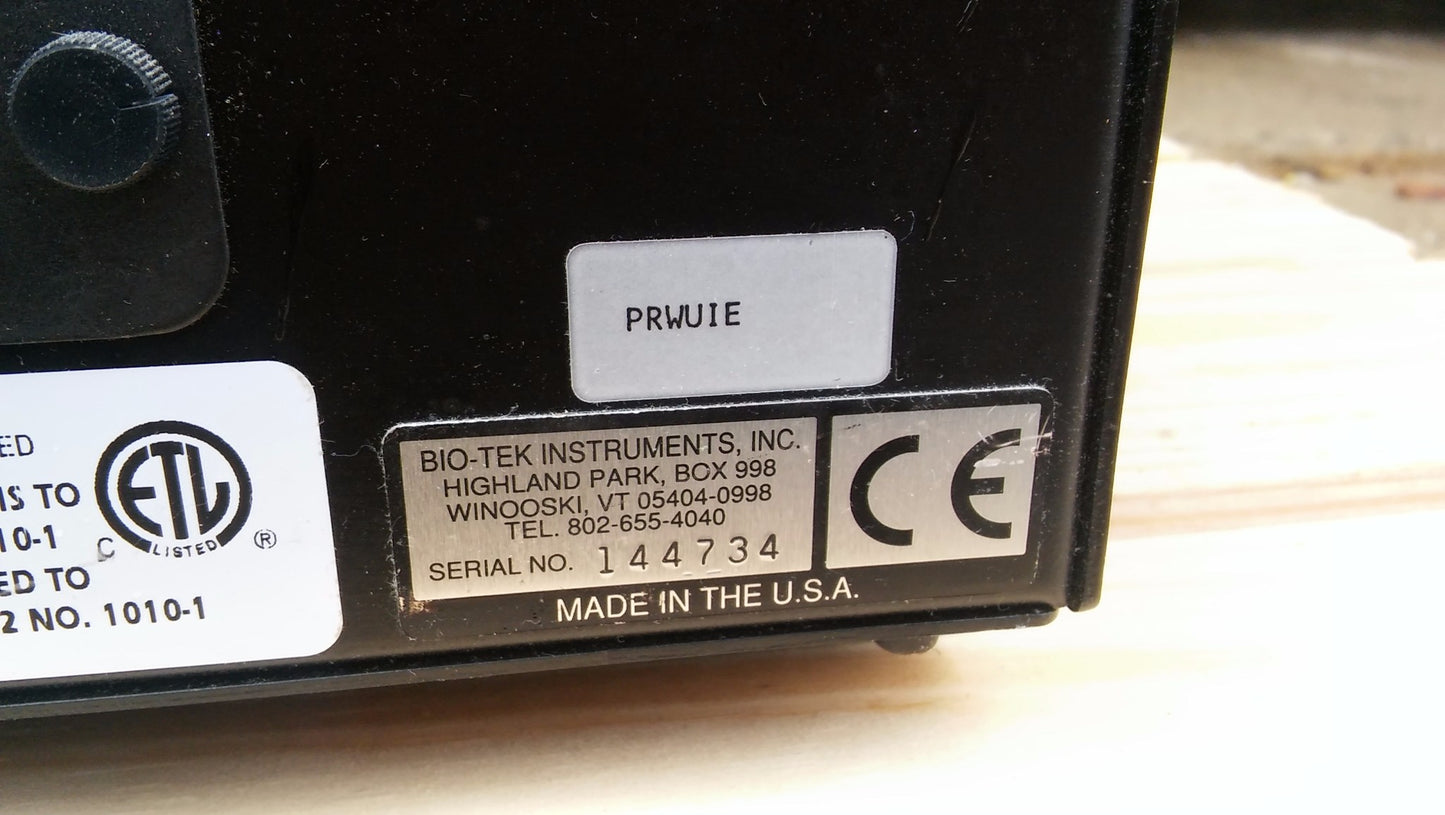 PRWUIE
BIO-TEK INSTRUMENTS, INC.
HIGHLAND PARK, BOX 998
WINOOSKI, VT 05404-0998
TEL. 802-655-4040
SERIAL NO. 144734
MADE IN THE U.S.A.
CE
ED
IS TO
10-1
ED TO
2 NO. 1010-1
C ETL LISTED ®